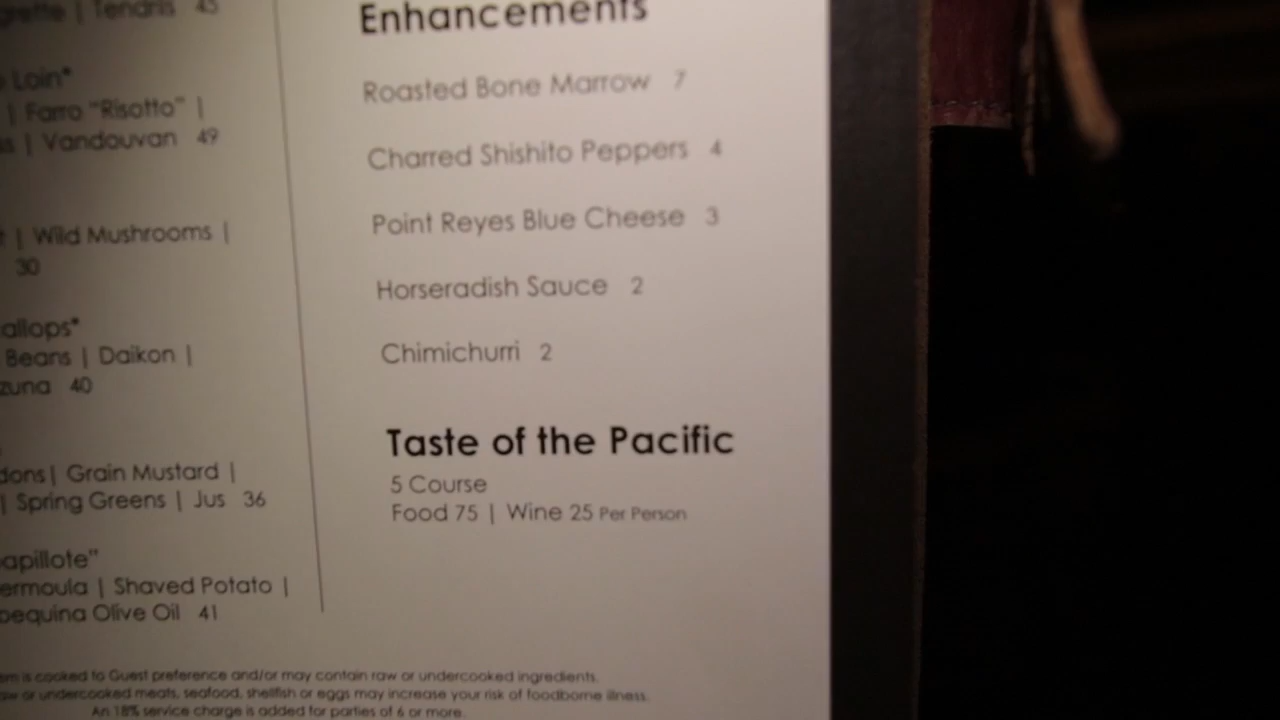 Tendris 45
Loin*
| Farro "Risotto" |
| Vandouvan 49
| Wild Mushrooms |
30
allops*
Beans | Daikon |
zuna 40
dons| Grain Mustard |
| Spring Greens | Jus 36
apillote"
ermoula | Shaved Potato |
bequina Olive Oil 41
Enhancements
Roasted Bone Marrow 7
Charred Shishito Peppers 4
Point Reyes Blue Cheese 3
Horseradish Sauce 2
Chimichurri 2
Taste of the Pacific
5 Course
Food 75 | Wine 25 Per Person
em is cooked to Guest preference and/or may contain raw or undercooked ingredients.
aw or undercooked meats, seafood, shellfish or eggs may increase your risk of foodborne illness.
An 18% service charge is added for parties of 6 or more.